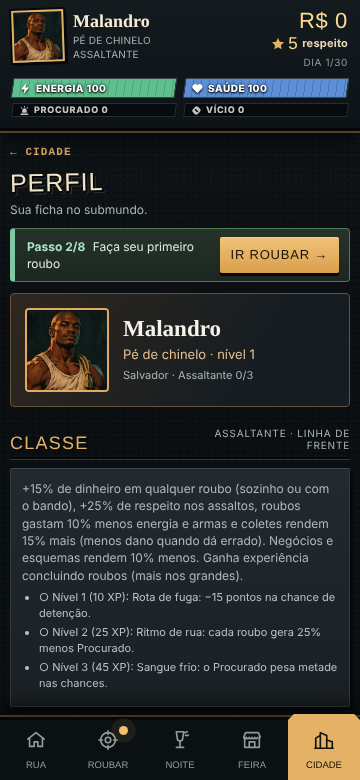 Malandro
PÉ DE CHINELO
ASSALTANTE
R$ 0
5 respeito
DIA 1/30
ENERGIA 100
SAÚDE 100
PROCURADO 0
VÍCIO 0
← CIDADE
PERFIL
Sua ficha no submundo.
Passo 2/8 Faça seu primeiro
roubo
IR ROUBAR →
Malandro
Pé de chinelo · nível 1
Salvador · Assaltante 0/3
CLASSE
ASSALTANTE · LINHA DE
FRENTE
+15% de dinheiro em qualquer roubo (sozinho ou com
o bando), +25% de respeito nos assaltos, roubos
gastam 10% menos energia e armas e coletes rendem
15% mais (menos dano quando dá errado). Negócios e
esquemas rendem 10% menos. Ganha experiência
concluindo roubos (mais nos grandes).
• ○ Nível 1 (10 XP): Rota de fuga: −15 pontos na chance de
detenção.
• ○ Nível 2 (25 XP): Ritmo de rua: cada roubo gera 25%
menos Procurado.
• ○ Nível 3 (45 XP): Sangue frio: o Procurado pesa metade
nas chances.
RUA
ROUBAR
NOITE
FEIRA
CIDADE